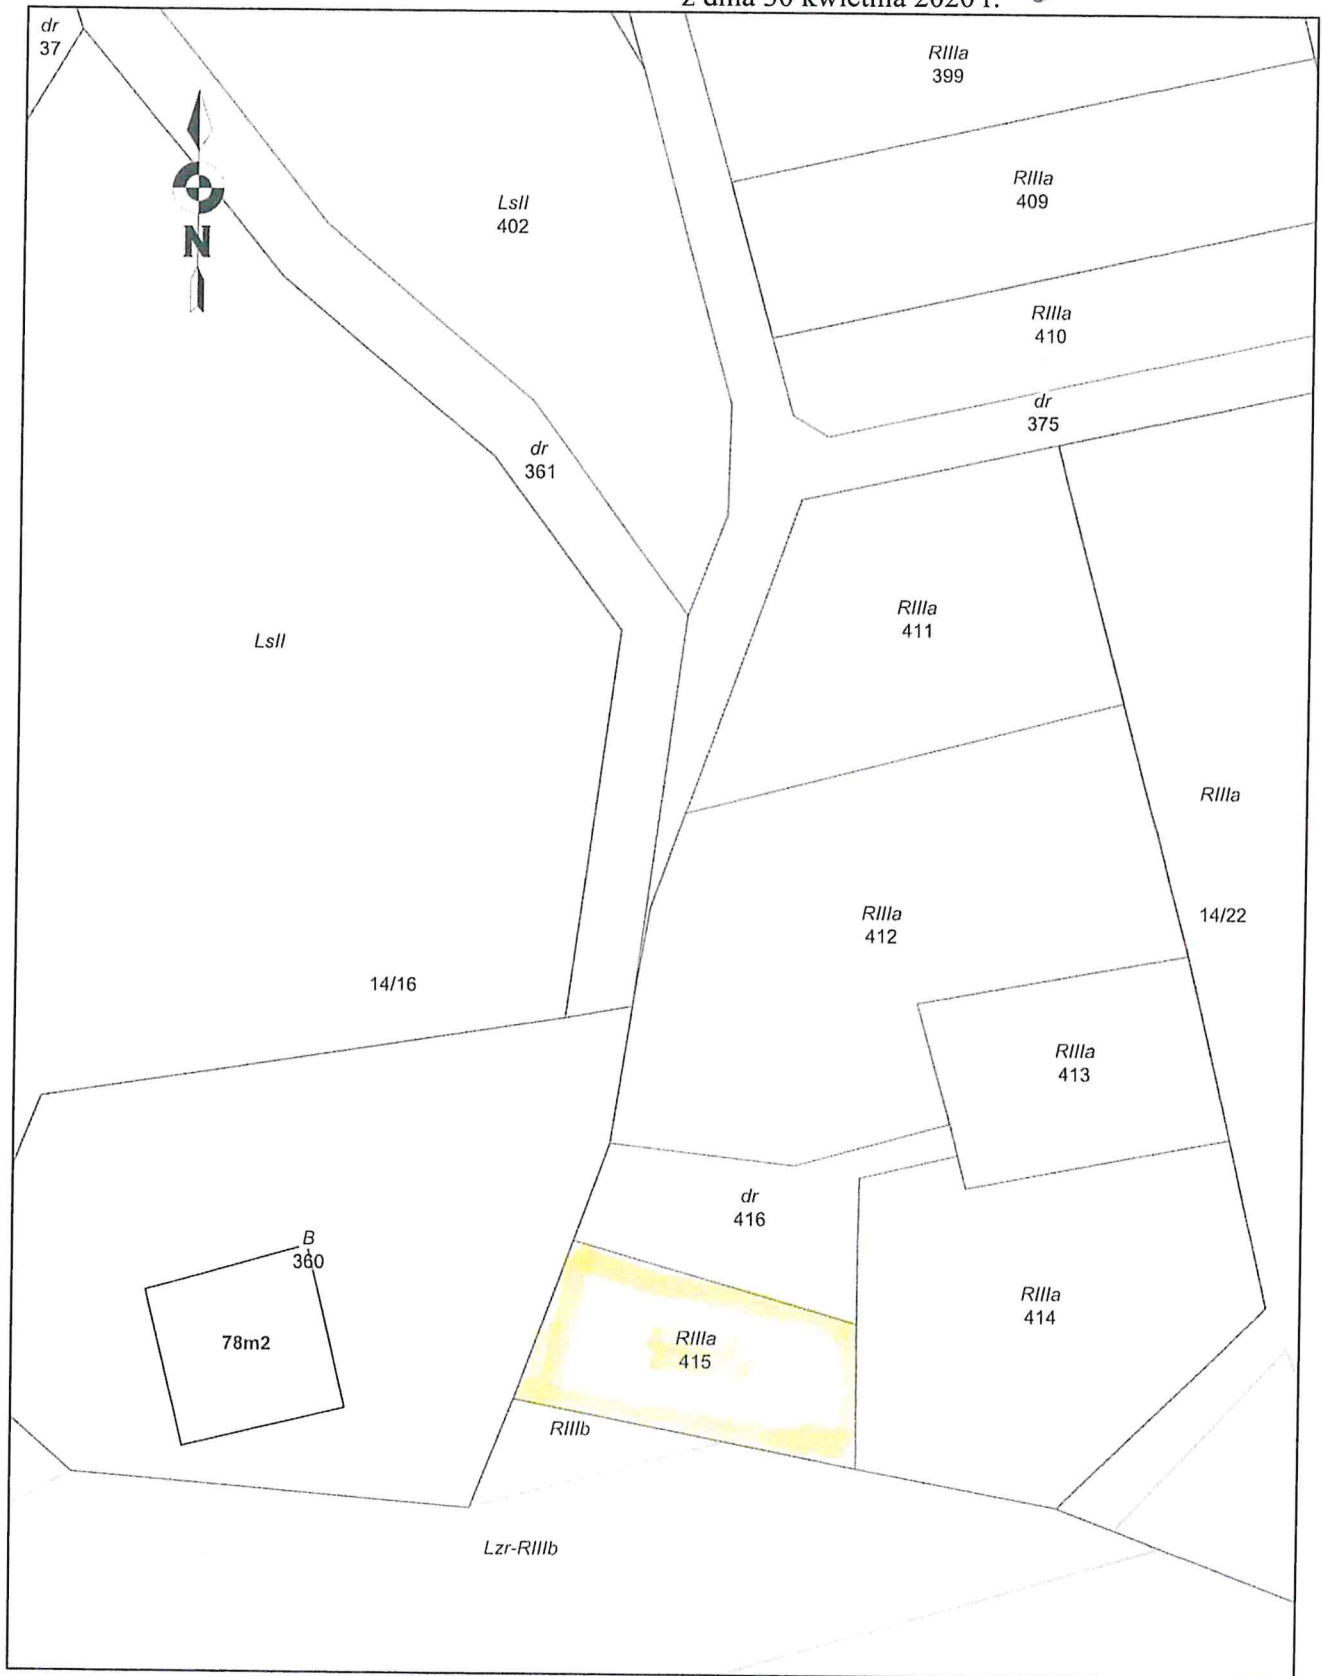 z dnia 30 kwietnia 2020 r.
dr
37
RIIIa
399
RIIIa
409
LsII
402
N
RIIIa
410
dr
375
dr
361
RIIIa
411
LsII
RIIIa
14/22
RIIIa
412
14/16
RIIIa
413
dr
416
B
360
78m2
RIIIa
414
RIIIa
415
RIIIb
Lzr-RIIIb